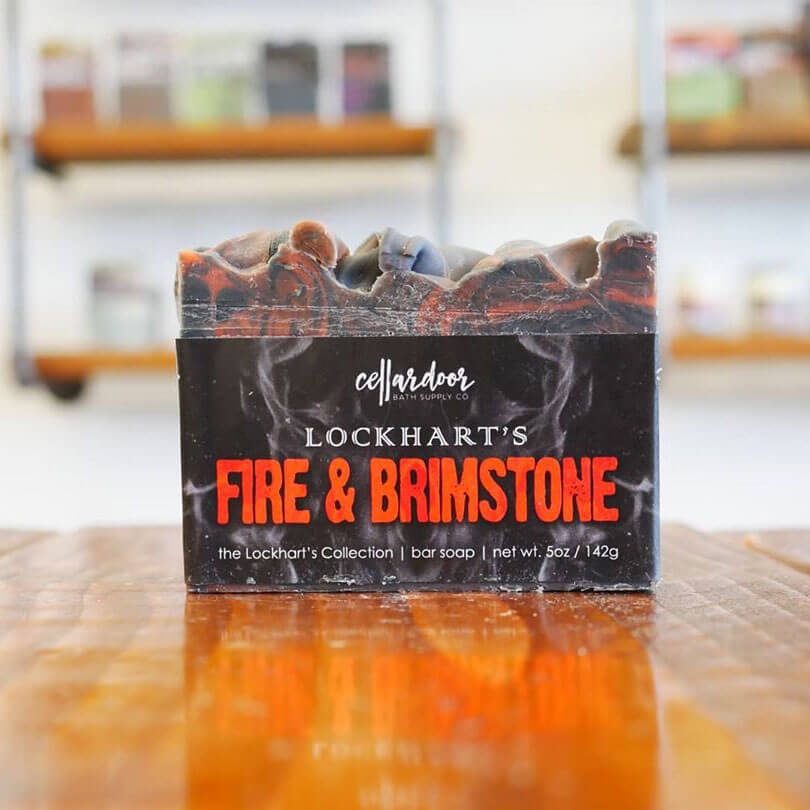 cellardoor
BATH SUPPLY CO
LOCKHART'S
FIRE & BRIMSTONE
the Lockhart's Collection | bar soap | net wt. 5oz / 142g